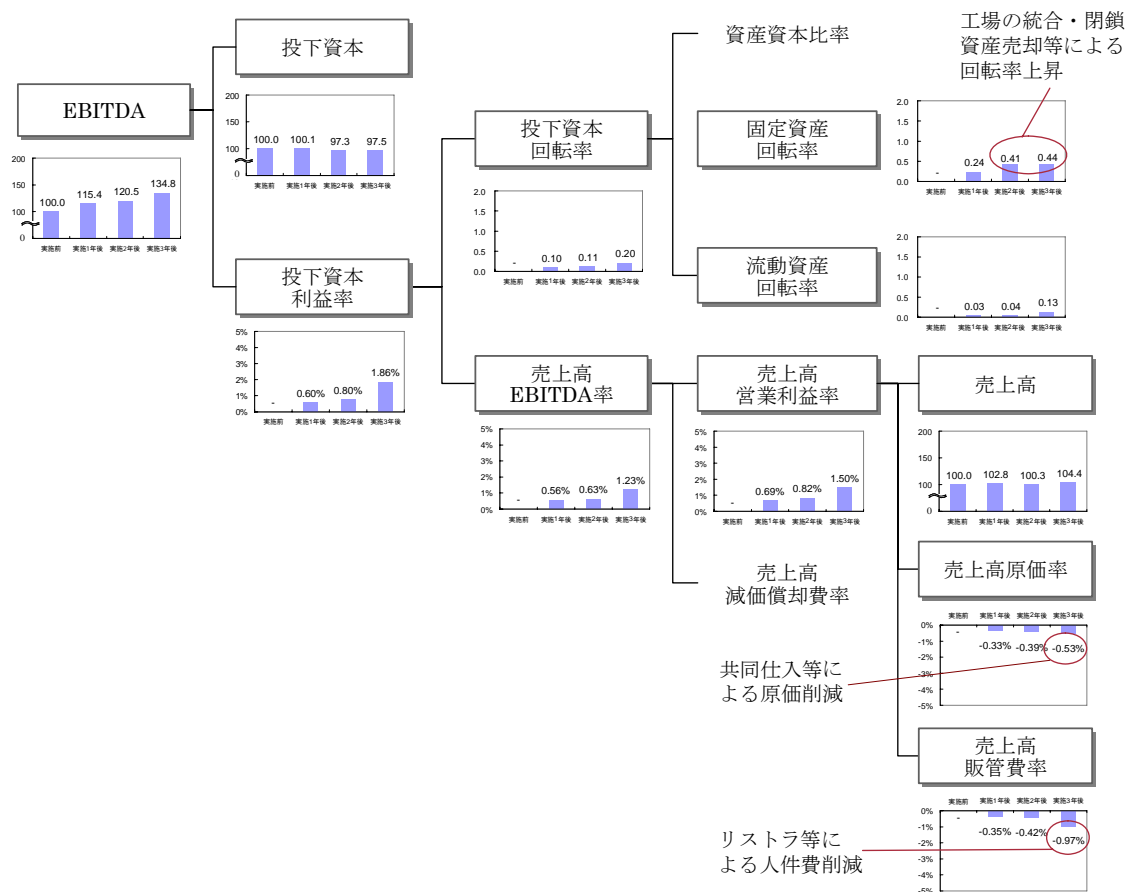 工場の統合・閉鎖
資産売却等による
回転率上昇
投下資本
資産資本比率
EBITDA
200
100
0
100.0
100.1
97.3
97.5
実施前
実施1年後
実施2年後
実施3年後
投下資本
回転率
固定資産
回転率
2.0
1.5
1.0
0.5
0.0
-
0.24
0.41
0.44
実施前
実施1年後
実施2年後
実施3年後
200
150
100
0
100.0
115.4
120.5
134.8
実施前
実施1年後
実施2年後
実施3年後
2.0
1.5
1.0
0.5
0.0
-
0.10
0.11
0.20
実施前
実施1年後
実施2年後
実施3年後
投下資本
利益率
流動資産
回転率
2.0
1.5
1.0
0.5
0.0
-
0.03
0.04
0.13
実施前
実施1年後
実施2年後
実施3年後
5%
4%
3%
2%
1%
0%
-
0.60%
0.80%
1.86%
実施前
実施1年後
実施2年後
実施3年後
売上高
EBITDA率
売上高
営業利益率
売上高
5%
4%
3%
2%
1%
0%
-
0.56%
0.63%
1.23%
実施前
実施1年後
実施2年後
実施3年後
5%
4%
3%
2%
1%
0%
-
0.69%
0.82%
1.50%
実施前
実施1年後
実施2年後
実施3年後
200
150
100
0
100.0
102.8
100.3
104.4
実施前
実施1年後
実施2年後
実施3年後
売上高
減価償却費率
売上高原価率
実施前
実施1年後
実施2年後
実施3年後
0%
-1%
-2%
-3%
-4%
-5%
-
-0.33%
-0.39%
-0.53%
共同仕入等に
よる原価削減
売上高
販管費率
実施前
実施1年後
実施2年後
実施3年後
0%
-1%
-2%
-3%
-4%
-5%
-
-0.35%
-0.42%
-0.97%
リストラ等に
よる人件費削減